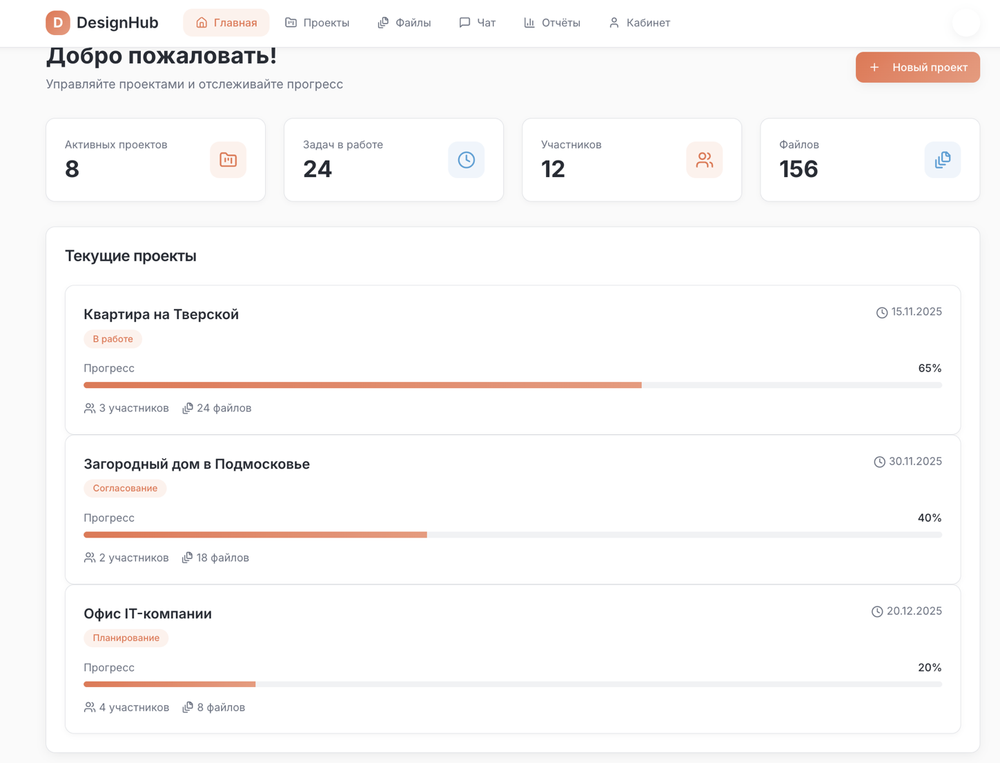 D DesignHub Главная Проекты Файлы Чат Отчёты Кабинет
Добро пожаловать!
Управляйте проектами и отслеживайте прогресс
+ Новый проект
Активных проектов
8
Задач в работе
24
Участников
12
Файлов
156
Текущие проекты
Квартира на Тверской
15.11.2025
В работе
Прогресс 65%
3 участников 24 файлов
Загородный дом в Подмосковье
30.11.2025
Согласование
Прогресс 40%
2 участников 18 файлов
Офис IT-компании
20.12.2025
Планирование
Прогресс 20%
4 участников 8 файлов